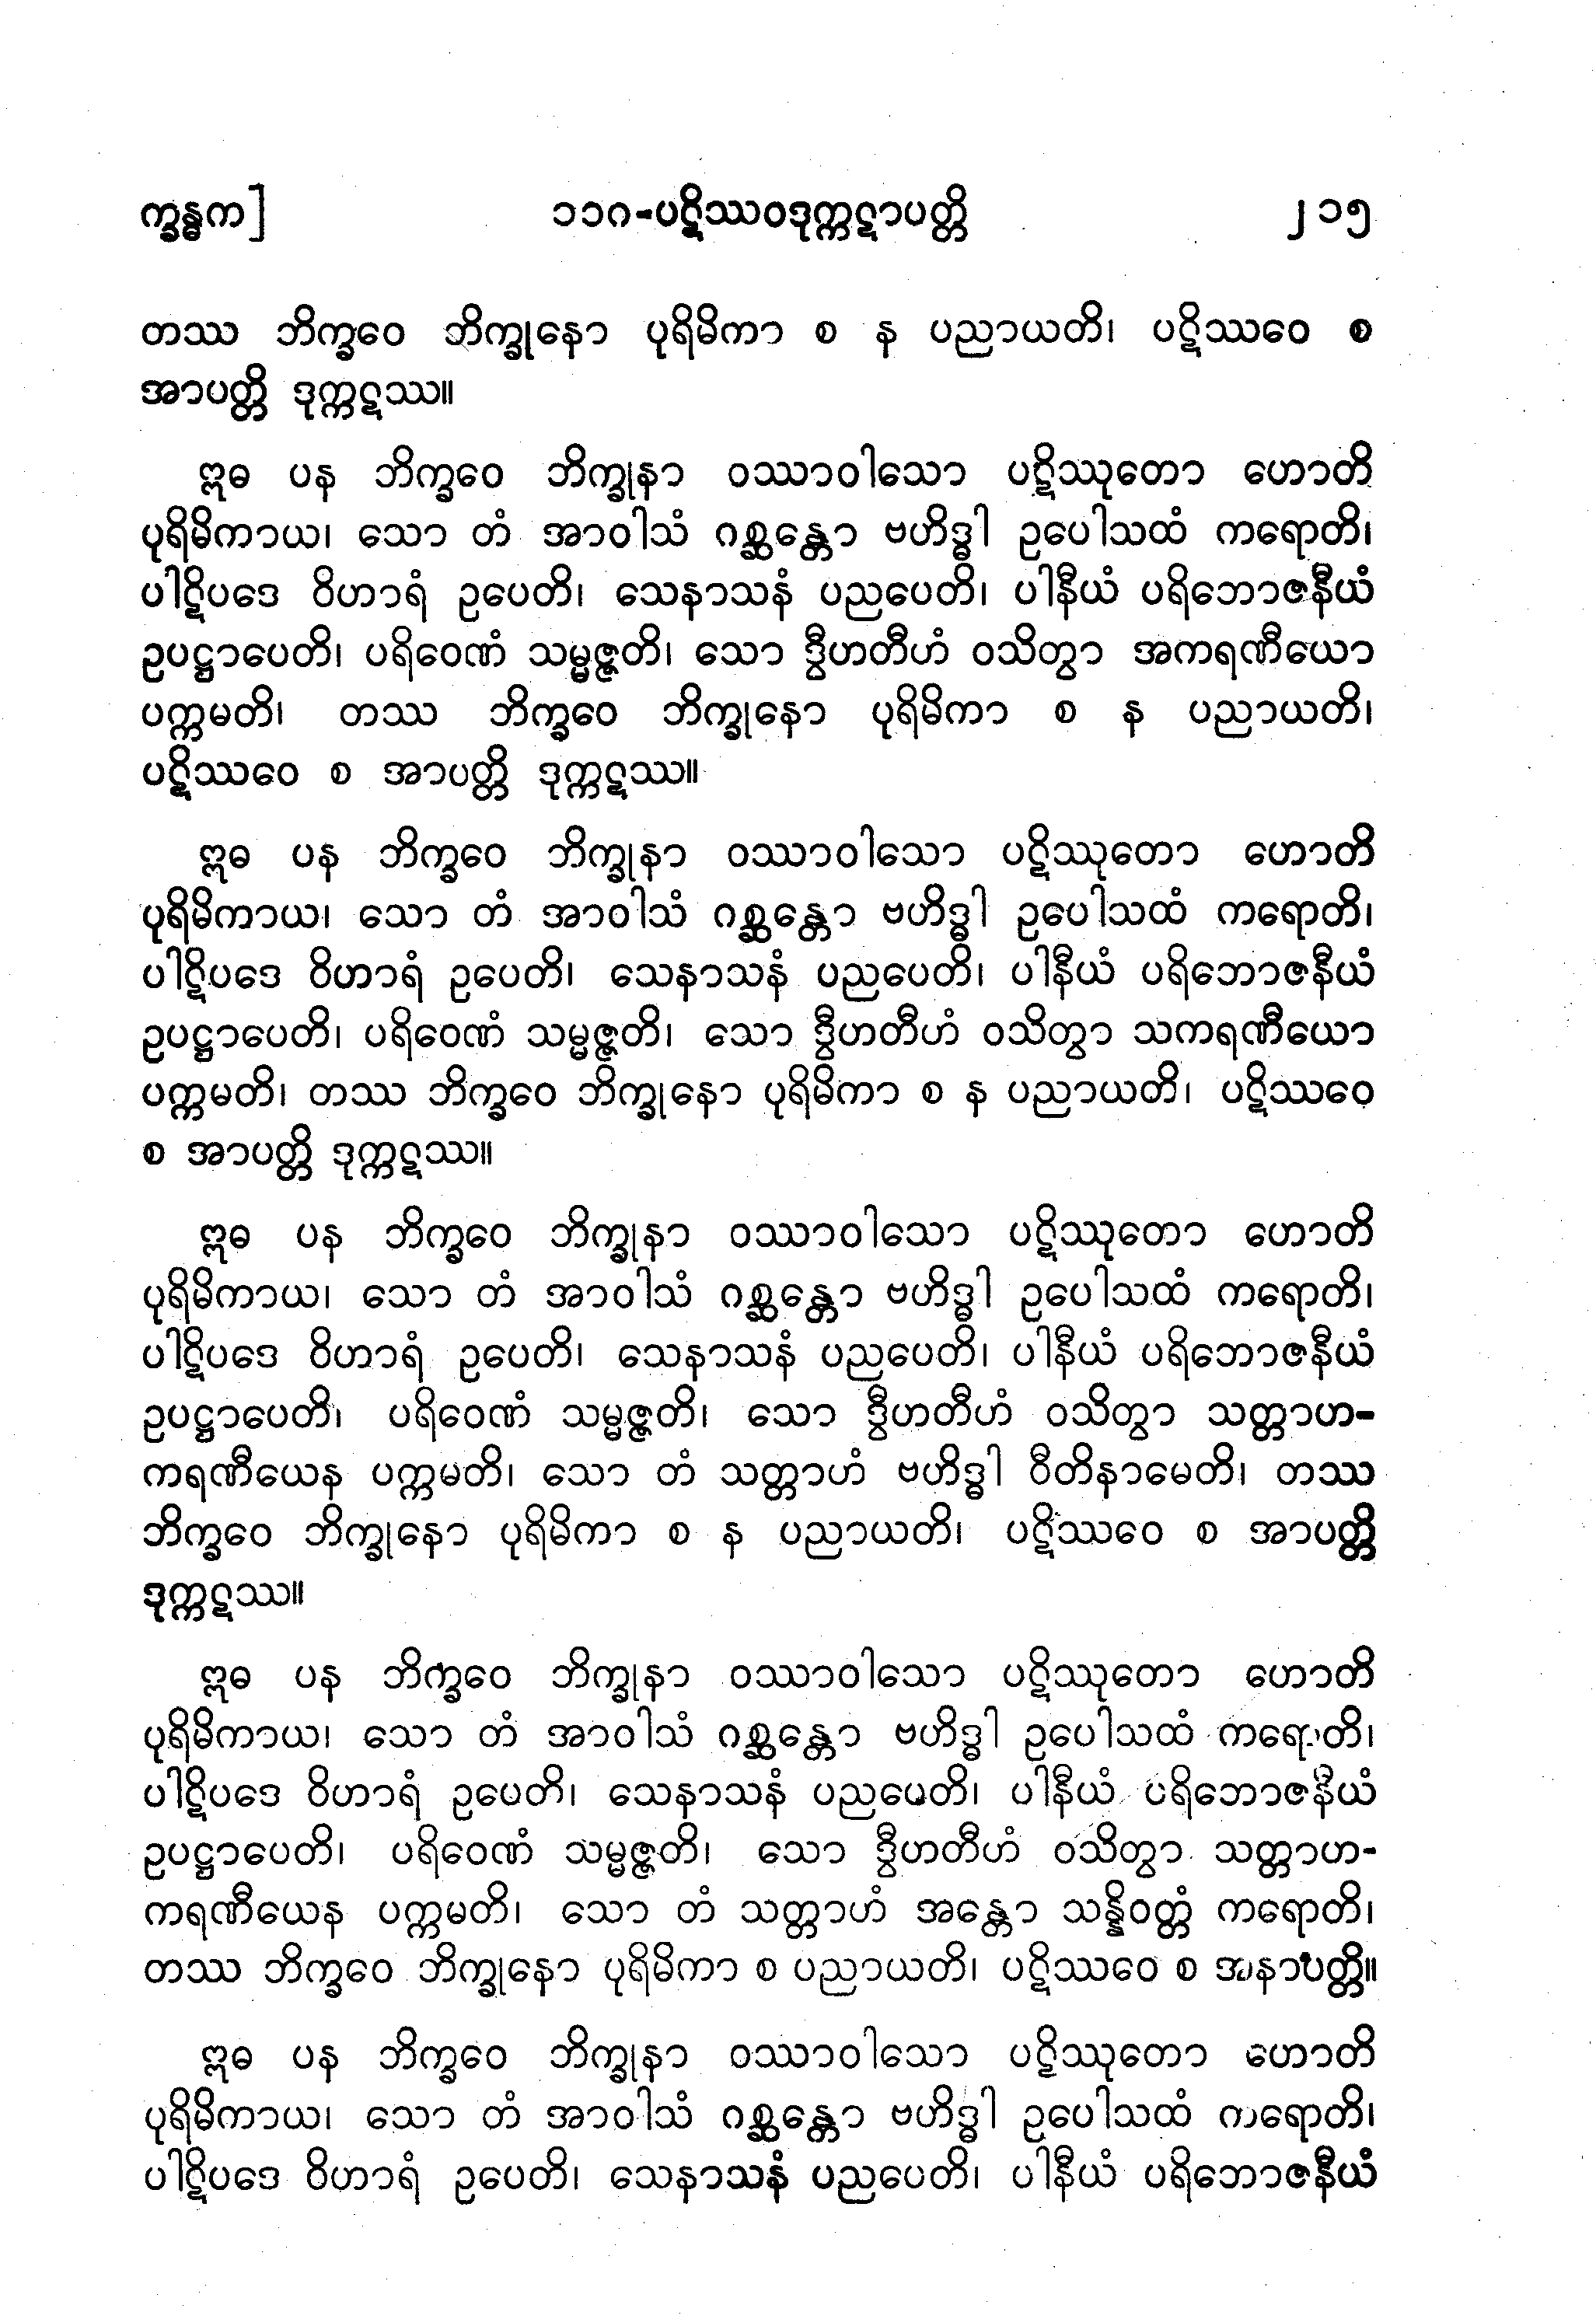 က္ခန္ဓက]
၁၁၈-ပဋိဿဝဒုက္ကဋာပတ္တိ
၂၁၅
တဿ ဘိက္ခဝေ ဘိက္ခုနော ပုရိမိကာ စ န ပညာယတိ၊ ပဋိဿဝေ စ
အာပတ္တိ ဒုက္ကဋဿ။
ဣဓ ပန ဘိက္ခဝေ ဘိက္ခုနာ ဝဿာဝါသော ပဋိဿုတော ဟောတိ
ပုရိမိကာယ၊ သော တံ အာဝါသံ ဂစ္ဆန္တော ဗဟိဒ္ဓါ ဥပေါသထံ ကရောတိ၊
ပါဋိပဒေ ဝိဟာရံ ဥပေတိ၊ သေနာသနံ ပညပေတိ၊ ပါနီယံ ပရိဘောဇနီယံ
ဥပဋ္ဌာပေတိ၊ ပရိဝေဏံ သမ္မဇ္ဇတိ၊ သော ဒွီဟတီဟံ ဝသိတွာ အကရဏီယော
ပက္ကမတိ၊ တဿ ဘိက္ခဝေ ဘိက္ခုနော ပုရိမိကာ စ န ပညာယတိ၊
ပဋိဿဝေ စ အာပတ္တိ ဒုက္ကဋဿ။
ဣဓ ပန ဘိက္ခဝေ ဘိက္ခုနာ ဝဿာဝါသော ပဋိဿုတော ဟောတိ
ပုရိမိကာယ၊ သော တံ အာဝါသံ ဂစ္ဆန္တော ဗဟိဒ္ဓါ ဥပေါသထံ ကရောတိ၊
ပါဋိပဒေ ဝိဟာရံ ဥပေတိ၊ သေနာသနံ ပညပေတိ၊ ပါနီယံ ပရိဘောဇနီယံ
ဥပဋ္ဌာပေတိ၊ ပရိဝေဏံ သမ္မဇ္ဇတိ၊ သော ဒွီဟတီဟံ ဝသိတွာ သကရဏီယော
ပက္ကမတိ၊ တဿ ဘိက္ခဝေ ဘိက္ခုနော ပုရိမိကာ စ န ပညာယတိ၊ ပဋိဿဝေ
စ အာပတ္တိ ဒုက္ကဋဿ။
ဣဓ ပန ဘိက္ခဝေ ဘိက္ခုနာ ဝဿာဝါသော ပဋိဿုတော ဟောတိ
ပုရိမိကာယ၊ သော တံ အာဝါသံ ဂစ္ဆန္တော ဗဟိဒ္ဓါ ဥပေါသထံ ကရောတိ၊
ပါဋိပဒေ ဝိဟာရံ ဥပေတိ၊ သေနာသနံ ပညပေတိ၊ ပါနီယံ ပရိဘောဇနီယံ
ဥပဋ္ဌာပေတိ၊ ပရိဝေဏံ သမ္မဇ္ဇတိ၊ သော ဒွီဟတီဟံ ဝသိတွာ သတ္တာဟ-
ကရဏီယေန ပက္ကမတိ၊ သော တံ သတ္တာဟံ ဗဟိဒ္ဓါ ဝီတိနာမေတိ၊ တဿ
ဘိက္ခဝေ ဘိက္ခုနော ပုရိမိကာ စ န ပညာယတိ၊ ပဋိဿဝေ စ အာပတ္တိ
ဒုက္ကဋဿ။
ဣဓ ပန ဘိက္ခဝေ ဘိက္ခုနာ ဝဿာဝါသော ပဋိဿုတော ဟောတိ
ပုရိမိကာယ၊ သော တံ အာဝါသံ ဂစ္ဆန္တော ဗဟိဒ္ဓါ ဥပေါသထံ ကရောတိ၊
ပါဋိပဒေ ဝိဟာရံ ဥပေတိ၊ သေနာသနံ ပညပေတိ၊ ပါနီယံ ပရိဘောဇနီယံ
ဥပဋ္ဌာပေတိ၊ ပရိဝေဏံ သမ္မဇ္ဇတိ၊ သော ဒွီဟတီဟံ ဝသိတွာ သတ္တာဟ-
ကရဏီယေန ပက္ကမတိ၊ သော တံ သတ္တာဟံ အန္တော သန္နိဝတ္တံ ကရောတိ၊
တဿ ဘိက္ခဝေ ဘိက္ခုနော ပုရိမိကာ စ ပညာယတိ၊ ပဋိဿဝေ စ အနာပတ္တိ။
ဣဓ ပန ဘိက္ခဝေ ဘိက္ခုနာ ဝဿာဝါသော ပဋိဿုတော ဟောတိ
ပုရိမိကာယ၊ သော တံ အာဝါသံ ဂစ္ဆန္တော ဗဟိဒ္ဓါ ဥပေါသထံ ကရောတိ၊
ပါဋိပဒေ ဝိဟာရံ ဥပေတိ၊ သေနာသနံ ပညပေတိ၊ ပါနီယံ ပရိဘောဇနီယံ